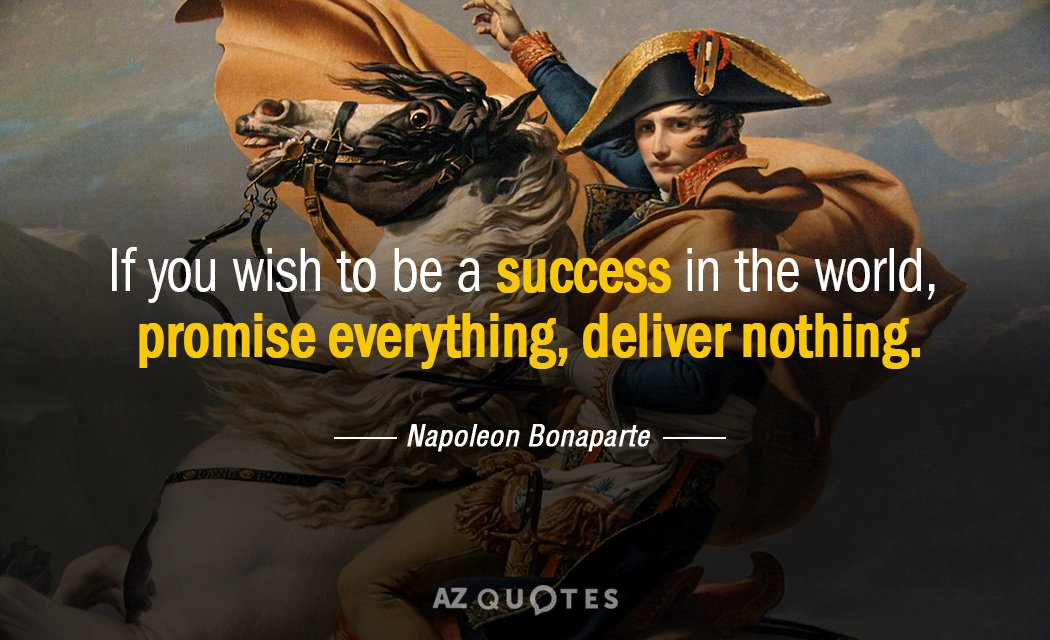 If you wish to be a success in the world,
promise everything, deliver nothing.
Napoleon Bonaparte
AZ QUOTES